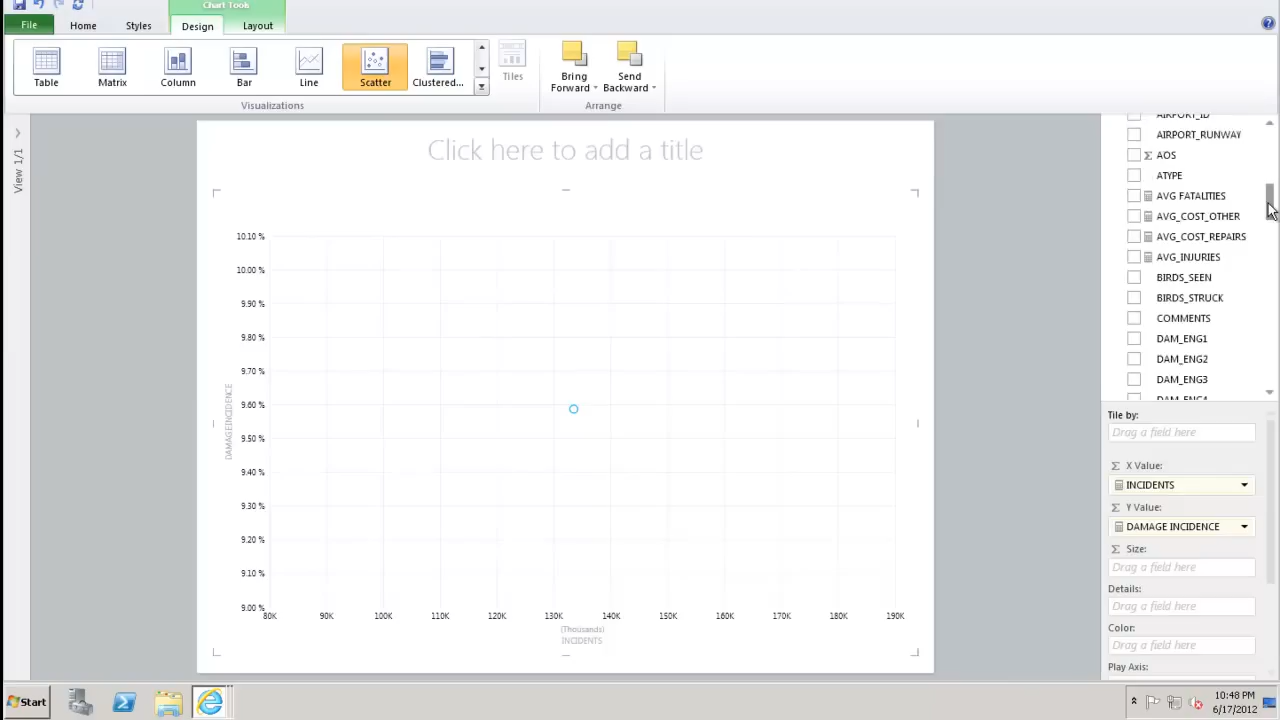 Chart Tools
File Home Styles Design Layout
Table Matrix Column Bar Line Scatter Clustered... Tiles Bring Forward Send Backward
Visualizations Arrange
View 1/1
Click here to add a title
10.10 %
10.00 %
9.90 %
9.80 %
9.70 %
9.60 %
9.50 %
9.40 %
9.30 %
9.20 %
9.10 %
9.00 %
DAMAGE INCIDENCE
80K 90K 100K 110K 120K 130K 140K 150K 160K 170K 180K 190K
(Thousands)
INCIDENTS
AIRPORT_ID
AIRPORT_RUNWAY
Σ AOS
ATYPE
AVG FATALITIES
AVG_COST_OTHER
AVG_COST_REPAIRS
AVG_INJURIES
BIRDS_SEEN
BIRDS_STRUCK
COMMENTS
DAM_ENG1
DAM_ENG2
DAM_ENG3
DAM_ENG4
Tile by:
Drag a field here
Σ X Value:
INCIDENTS
Σ Y Value:
DAMAGE INCIDENCE
Σ Size:
Drag a field here
Details:
Drag a field here
Color:
Drag a field here
Play Axis:
Start
10:48 PM
6/17/2012